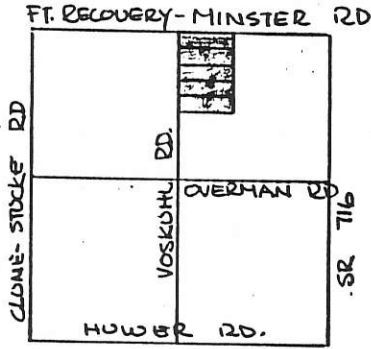 FT. RECOVERY-MINSTER RD
CLUNE-STUCKE RD
VOSKUHL RD.
OVERMAN RD
SR 716
HUWER RD.